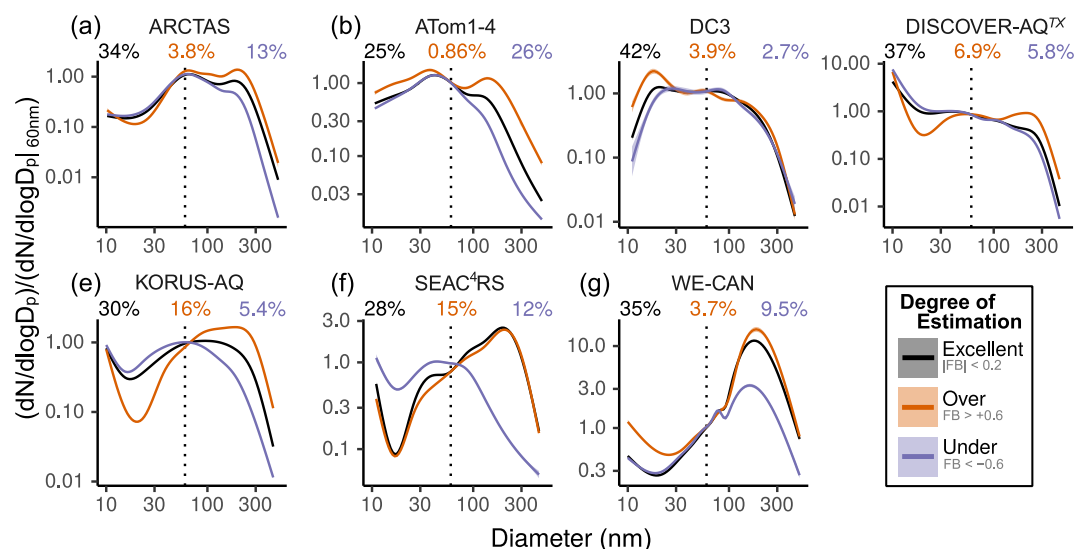 (a) ARCTAS
34% 3.8% 13%
1.00
0.10
0.01
10 30 100 300
(b) ATom1-4
25% 0.86% 26%
1.00
0.30
0.10
0.03
10 30 100 300
DC3
42% 3.9% 2.7%
1.00
0.10
0.01
10 30 100 300
DISCOVER-AQᵀˣ
37% 6.9% 5.8%
10.00
1.00
0.10
0.01
10 30 100 300
(e) KORUS-AQ
30% 16% 5.4%
1.00
0.10
0.01
10 30 100 300
(f) SEAC⁴RS
28% 15% 12%
3.0
1.0
0.3
0.1
10 30 100 300
(g) WE-CAN
35% 3.7% 9.5%
10.0
3.0
1.0
0.3
10 30 100 300
Degree of
Estimation
Excellent
|FB| < 0.2
Over
FB > +0.6
Under
FB < −0.6
(dN/dlogDₚ)/(dN/dlogDₚ|₆₀ₙₘ)
Diameter (nm)